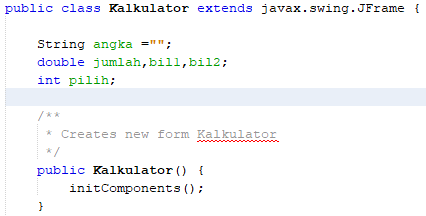 public class Kalkulator extends javax.swing.JFrame {
String angka ="";
double jumlah,bil1,bil2;
int pilih;
/**
* Creates new form Kalkulator
*/
public Kalkulator() {
initComponents();
}